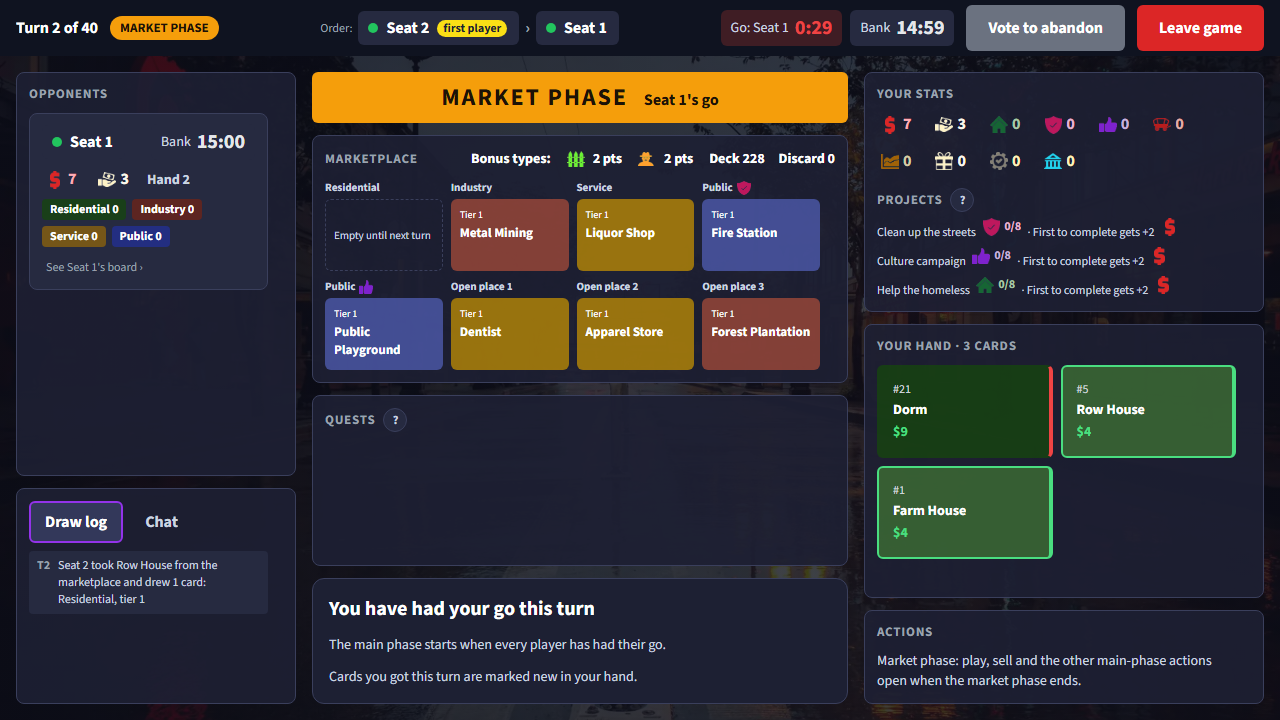 Turn 2 of 40
MARKET PHASE
Order:
Seat 2
first player
›
Seat 1
Go: Seat 1 0:29
Bank 14:59
Vote to abandon
Leave game
OPPONENTS
Seat 1
Bank 15:00
7
3
Hand 2
Residential 0
Industry 0
Service 0
Public 0
See Seat 1's board ›
Draw log
Chat
T2 Seat 2 took Row House from the
marketplace and drew 1 card:
Residential, tier 1
MARKET PHASE Seat 1's go
MARKETPLACE
Bonus types:
2 pts
2 pts
Deck 228
Discard 0
Residential
Industry
Service
Public
Empty until next turn
Tier 1
Metal Mining
Tier 1
Liquor Shop
Tier 1
Fire Station
Public
Open place 1
Open place 2
Open place 3
Tier 1
Public
Playground
Tier 1
Dentist
Tier 1
Apparel Store
Tier 1
Forest Plantation
QUESTS
?
You have had your go this turn
The main phase starts when every player has had their go.
Cards you got this turn are marked new in your hand.
YOUR STATS
7
3
0
0
0
0
0
0
0
0
PROJECTS
?
Clean up the streets 0/8 · First to complete gets +2
Culture campaign 0/8 · First to complete gets +2
Help the homeless 0/8 · First to complete gets +2
YOUR HAND · 3 CARDS
#21
Dorm
$9
#5
Row House
$4
#1
Farm House
$4
ACTIONS
Market phase: play, sell and the other main-phase actions
open when the market phase ends.